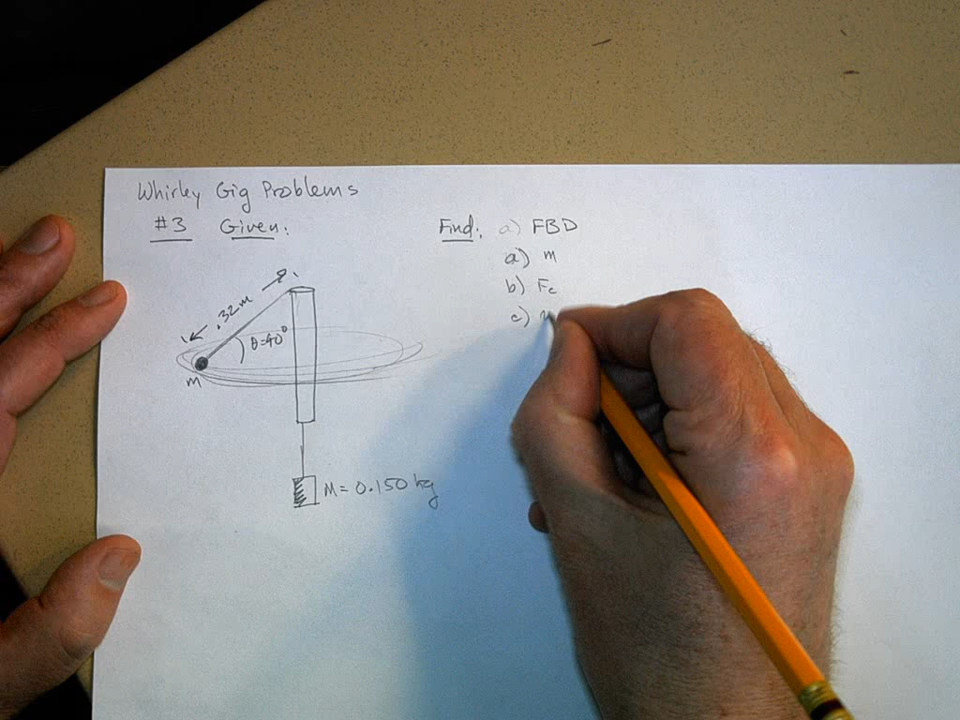 Whirley Gig Problems
#3 Given: Find: a) FBD
a) m
b) Fc
c)
.32m
θ=40°
m
M = 0.150 kg